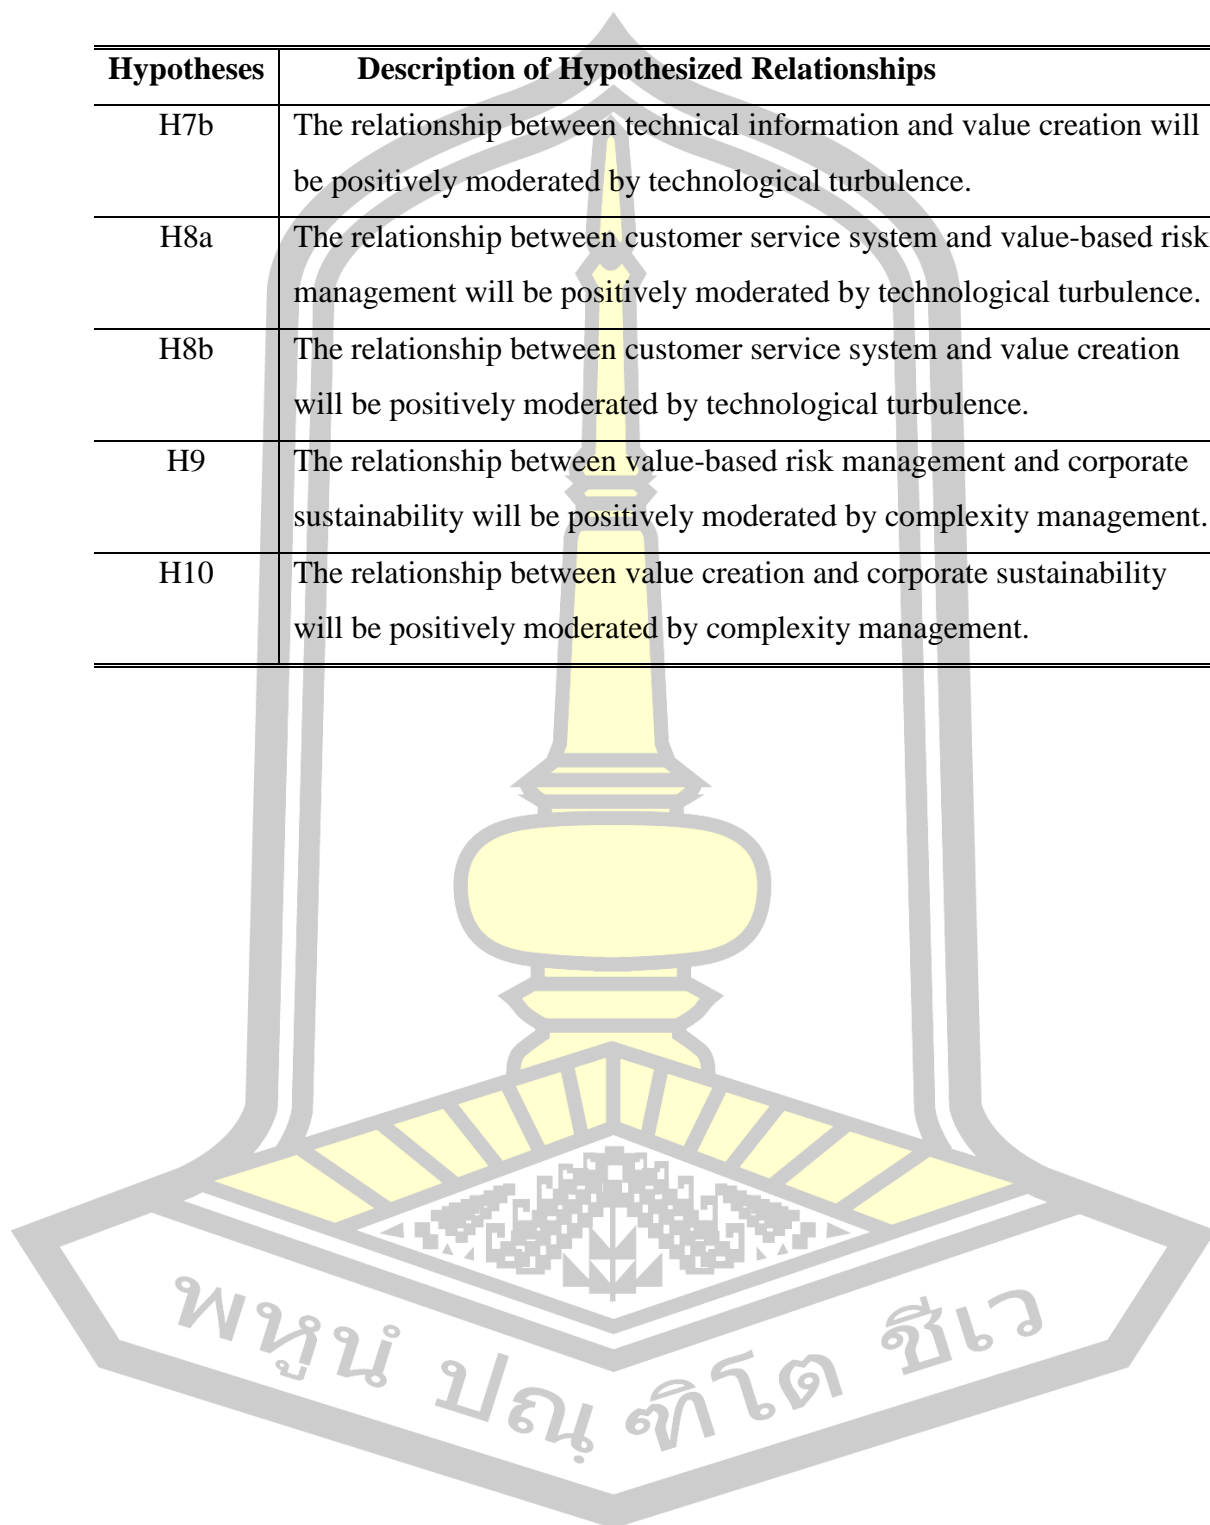 Hypotheses Description of Hypothesized Relationships
H7b The relationship between technical information and value creation will
be positively moderated by technological turbulence.
H8a The relationship between customer service system and value-based risk
management will be positively moderated by technological turbulence.
H8b The relationship between customer service system and value creation
will be positively moderated by technological turbulence.
H9 The relationship between value-based risk management and corporate
sustainability will be positively moderated by complexity management.
H10 The relationship between value creation and corporate sustainability
will be positively moderated by complexity management.
พหูนํ ปณฺฑิโต ชีเว